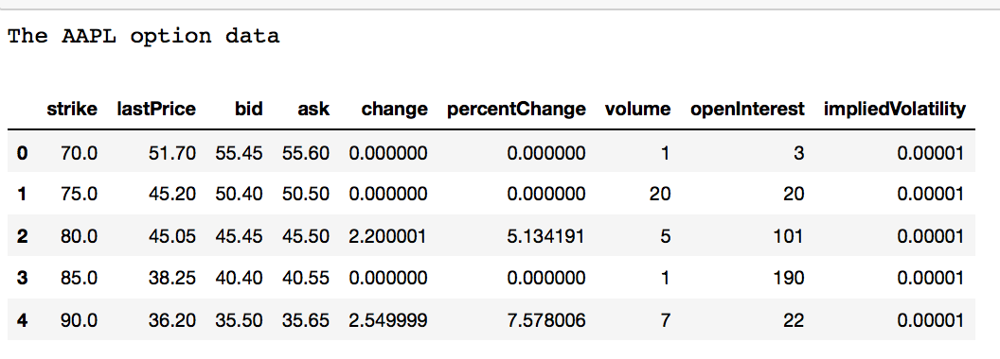 The AAPL option data
strike lastPrice bid ask change percentChange volume openInterest impliedVolatility
0 70.0 51.70 55.45 55.60 0.000000 0.000000 1 3 0.00001
1 75.0 45.20 50.40 50.50 0.000000 0.000000 20 20 0.00001
2 80.0 45.05 45.45 45.50 2.200001 5.134191 5 101 0.00001
3 85.0 38.25 40.40 40.55 0.000000 0.000000 1 190 0.00001
4 90.0 36.20 35.50 35.65 2.549999 7.578006 7 22 0.00001